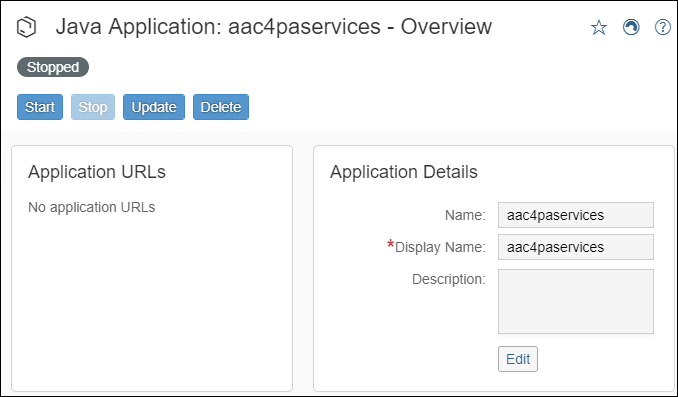 Java Application: aac4paservices - Overview
Stopped
Start Stop Update Delete
Application URLs
No application URLs
Application Details
Name: aac4paservices
*Display Name: aac4paservices
Description:
Edit